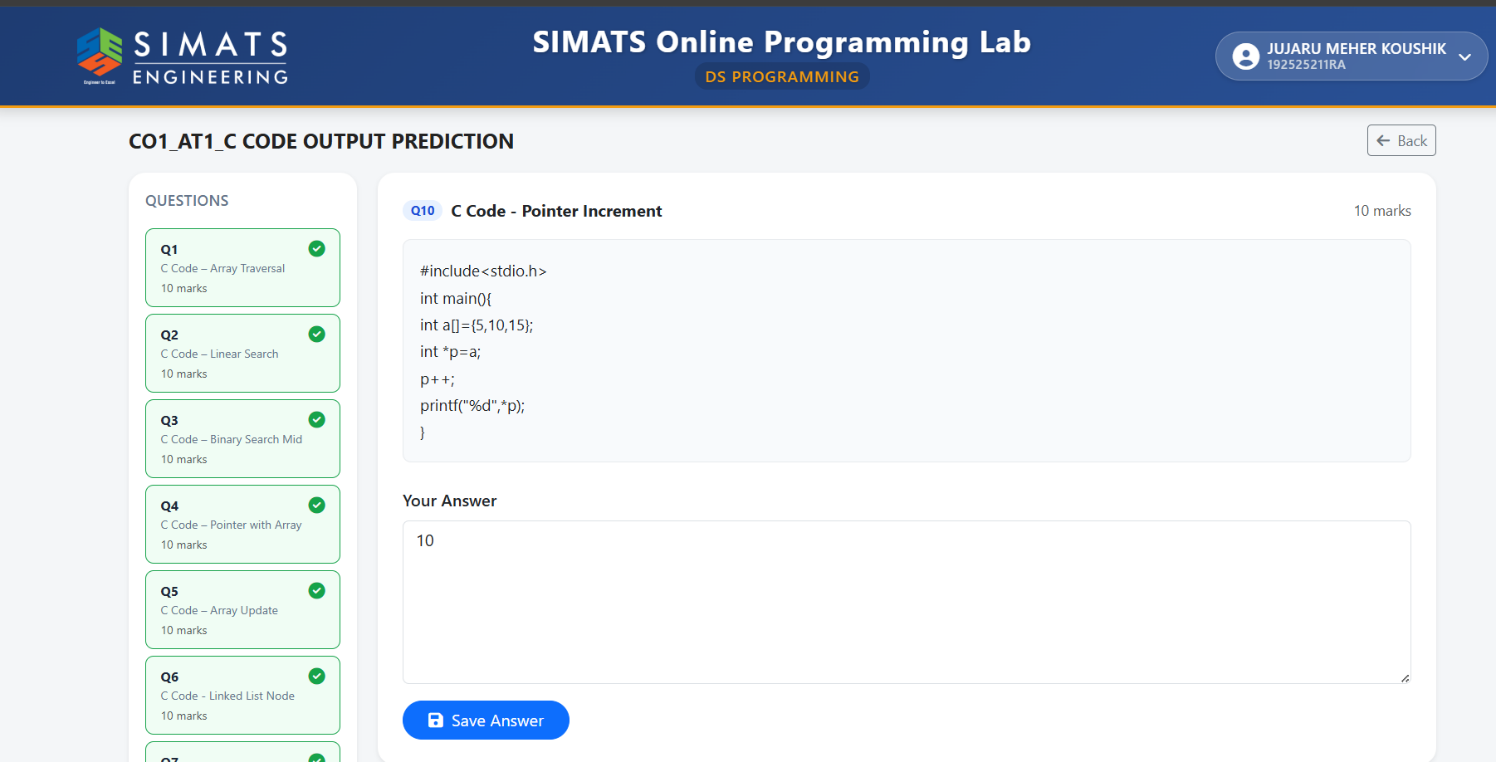 SIMATS
ENGINEERING
Engineer to Excel
SIMATS Online Programming Lab
DS PROGRAMMING
JUJARU MEHER KOUSHIK
192525211RA
CO1_AT1_C CODE OUTPUT PREDICTION
Back
QUESTIONS
Q1
C Code – Array Traversal
10 marks
Q2
C Code – Linear Search
10 marks
Q3
C Code – Binary Search Mid
10 marks
Q4
C Code – Pointer with Array
10 marks
Q5
C Code – Array Update
10 marks
Q6
C Code - Linked List Node
10 marks
Q7
Q10 C Code - Pointer Increment
10 marks
#include<stdio.h>
int main(){
int a[]={5,10,15};
int *p=a;
p++;
printf("%d",*p);
}
Your Answer
10
Save Answer